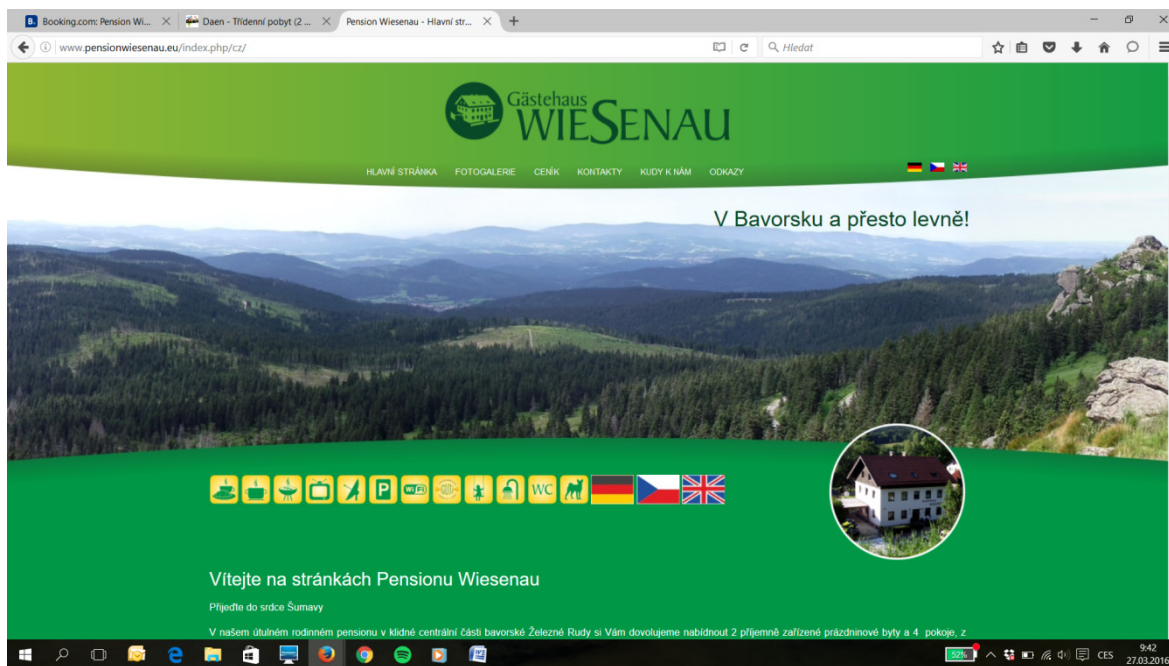 Booking.com: Pension Wi...
Daen - Třídenní pobyt (2 ...
Pension Wiesenau - Hlavní str...
www.pensionwiesenau.eu/index.php/cz/
Hledat
Gästehaus
WIESENAU
HLAVNÍ STRÁNKA FOTOGALERIE CENÍK KONTAKTY KUDY K NÁM ODKAZY
V Bavorsku a přesto levně!
P WiFi WC
Vítejte na stránkách Pensionu Wiesenau
Přijeďte do srdce Šumavy
V našem útulném rodinném pensionu v klidné centrální části bavorské Železné Rudy si Vám dovolujeme nabídnout 2 příjemně zařízené prázdninové byty a 4 pokoje, z
52% CES 9:42
27.03.2016